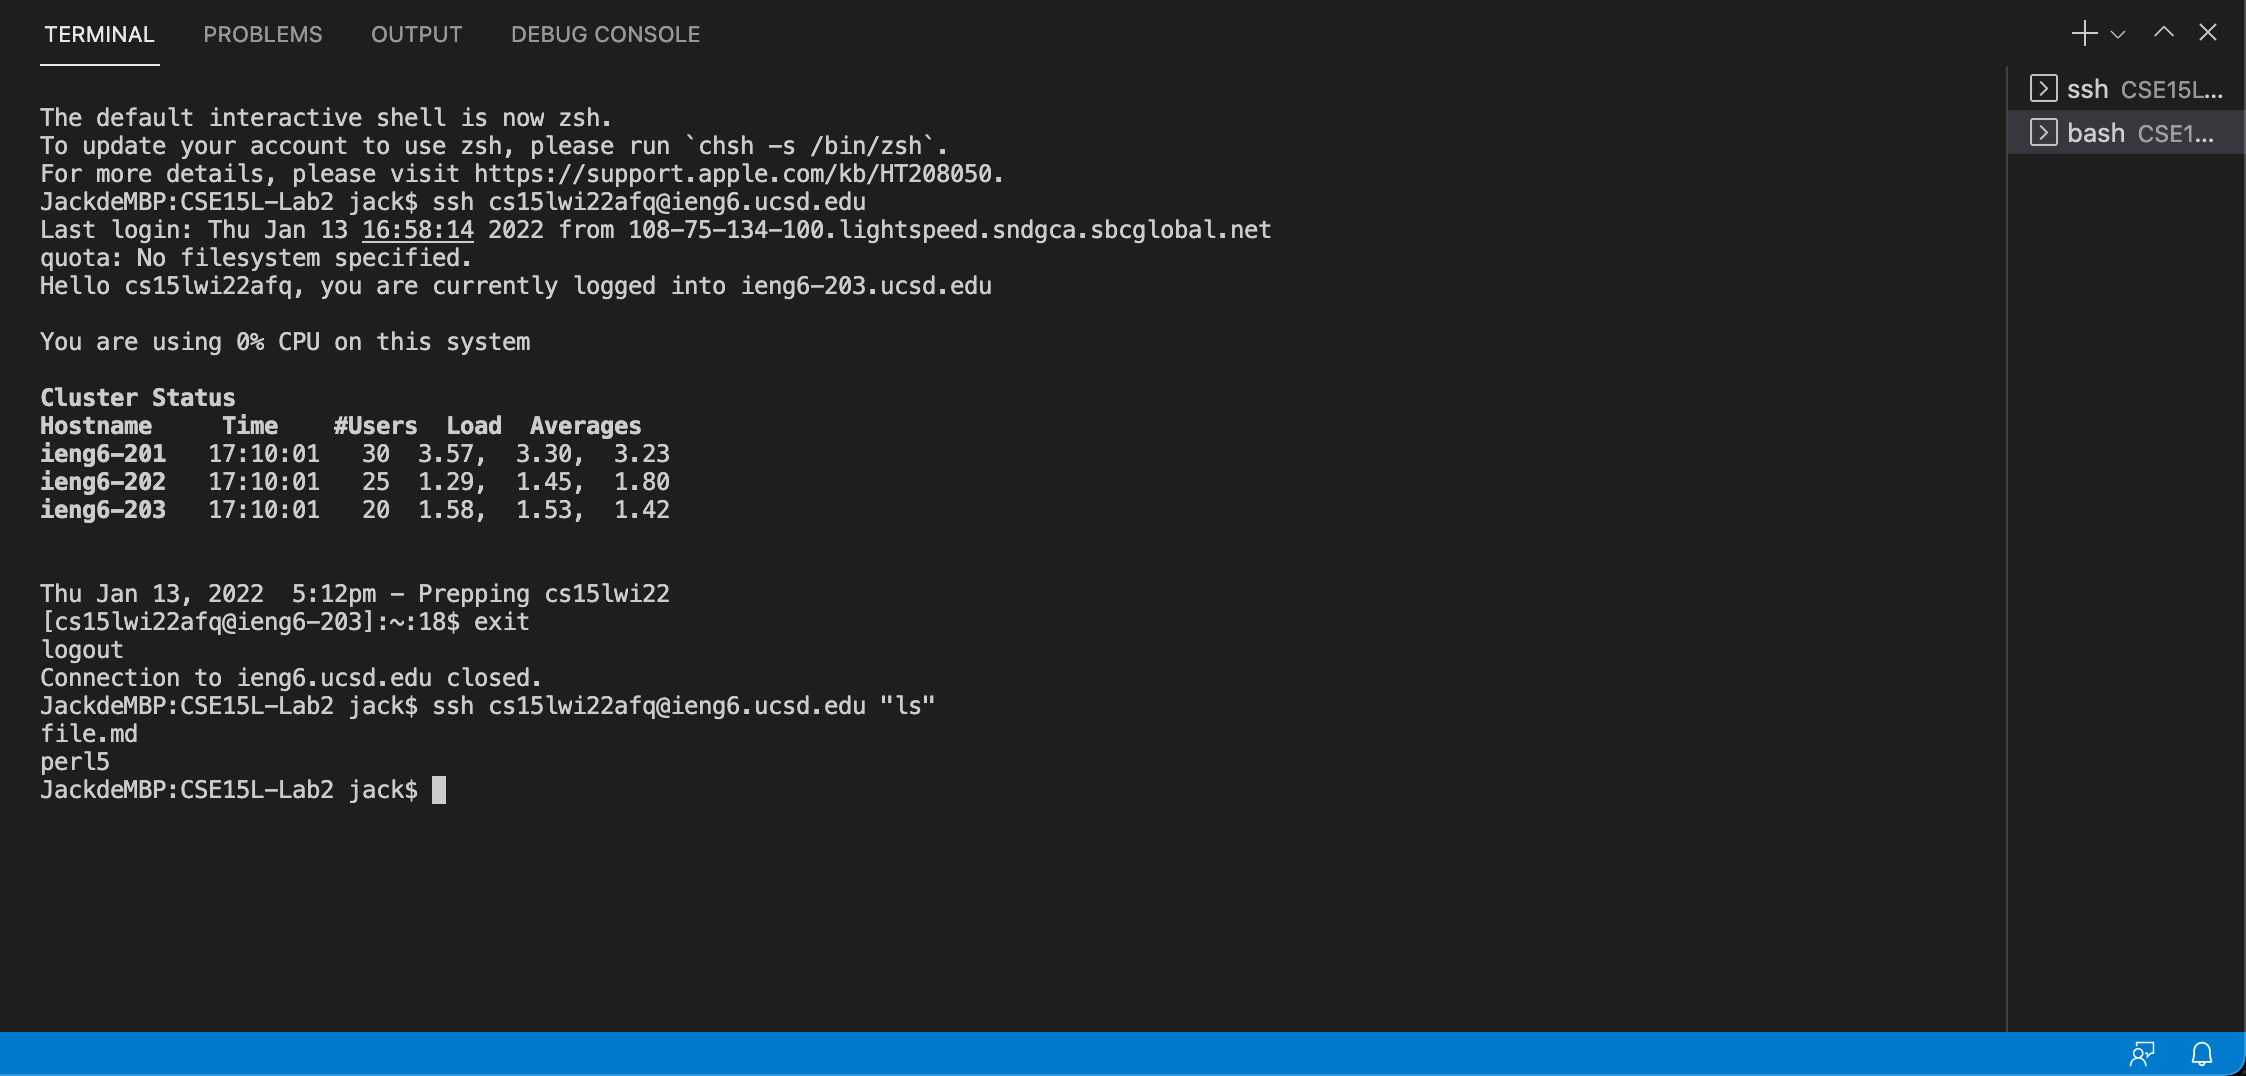 TERMINAL PROBLEMS OUTPUT DEBUG CONSOLE
ssh CSE15L...
bash CSE1...
The default interactive shell is now zsh.
To update your account to use zsh, please run `chsh -s /bin/zsh`.
For more details, please visit https://support.apple.com/kb/HT208050.
JackdeMBP:CSE15L-Lab2 jack$ ssh cs15lwi22afq@ieng6.ucsd.edu
Last login: Thu Jan 13 16:58:14 2022 from 108-75-134-100.lightspeed.sndgca.sbcglobal.net
quota: No filesystem specified.
Hello cs15lwi22afq, you are currently logged into ieng6-203.ucsd.edu
You are using 0% CPU on this system
Cluster Status
Hostname     Time    #Users  Load  Averages
ieng6-201   17:10:01   30  3.57,  3.30,  3.23
ieng6-202   17:10:01   25  1.29,  1.45,  1.80
ieng6-203   17:10:01   20  1.58,  1.53,  1.42
Thu Jan 13, 2022  5:12pm - Prepping cs15lwi22
[cs15lwi22afq@ieng6-203]:~:18$ exit
logout
Connection to ieng6.ucsd.edu closed.
JackdeMBP:CSE15L-Lab2 jack$ ssh cs15lwi22afq@ieng6.ucsd.edu "ls"
file.md
perl5
JackdeMBP:CSE15L-Lab2 jack$